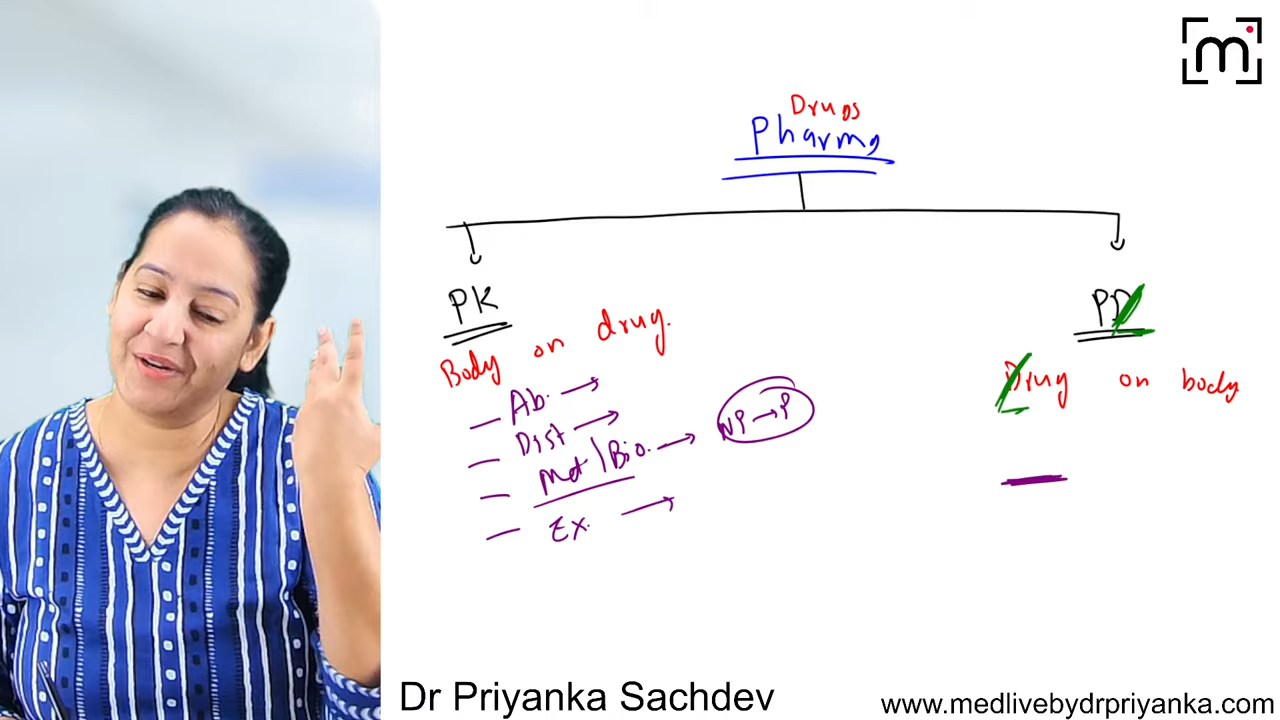 m
Drugs
Pharma
PK
PD
Body on drug.
Drug on body
Ab. →
Dist →
Met/Bio. → NP → P
Ex. →
Dr Priyanka Sachdev
www.medlivebydrpriyanka.com